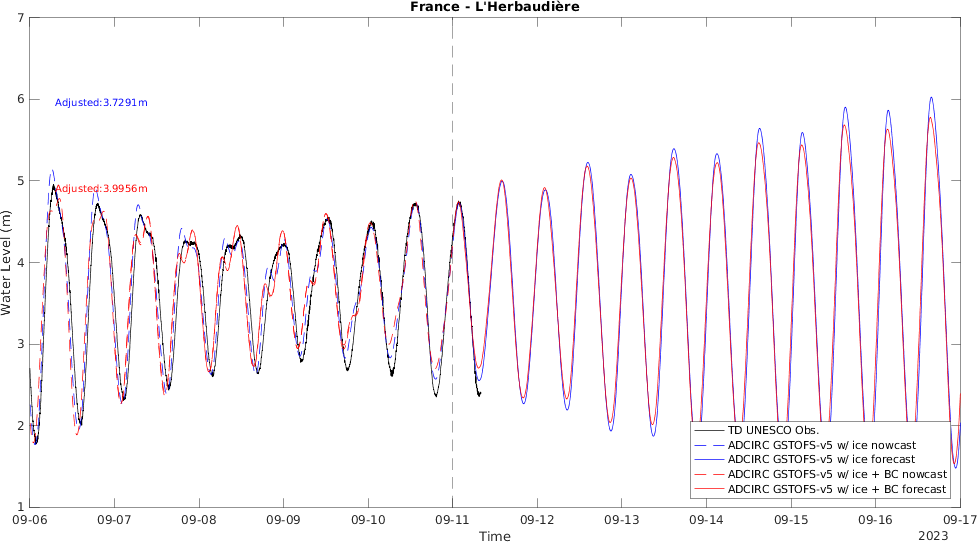 France - L'Herbaudière
7
6
5
4
3
2
1
Water Level (m)
Adjusted:3.7291m
Adjusted:3.9956m
TD UNESCO Obs.
ADCIRC GSTOFS-v5 w/ ice nowcast
ADCIRC GSTOFS-v5 w/ ice forecast
ADCIRC GSTOFS-v5 w/ ice + BC nowcast
ADCIRC GSTOFS-v5 w/ ice + BC forecast
09-06 09-07 09-08 09-09 09-10 09-11 09-12 09-13 09-14 09-15 09-16 09-17
Time
2023